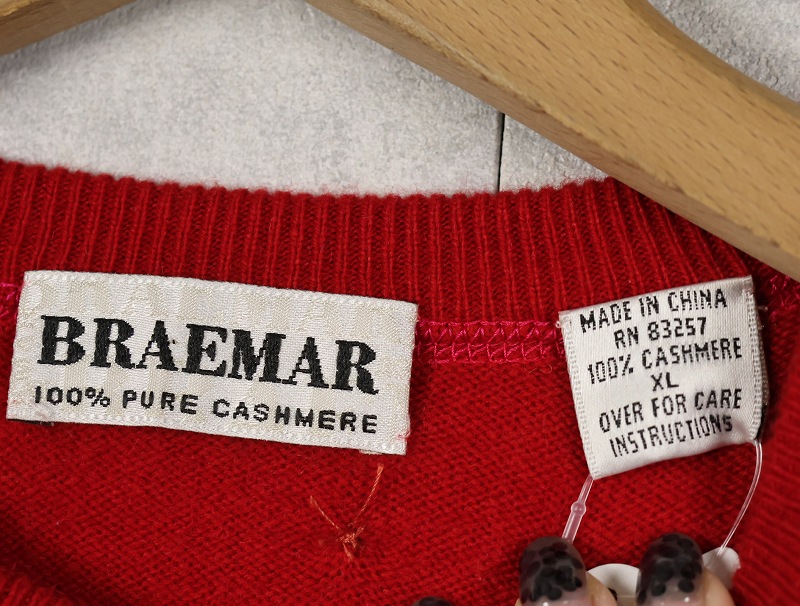 BRAEMAR
100% PURE CASHMERE
MADE IN CHINA
RN 83257
100% CASHMERE
XL
OVER FOR CARE
INSTRUCTIONS